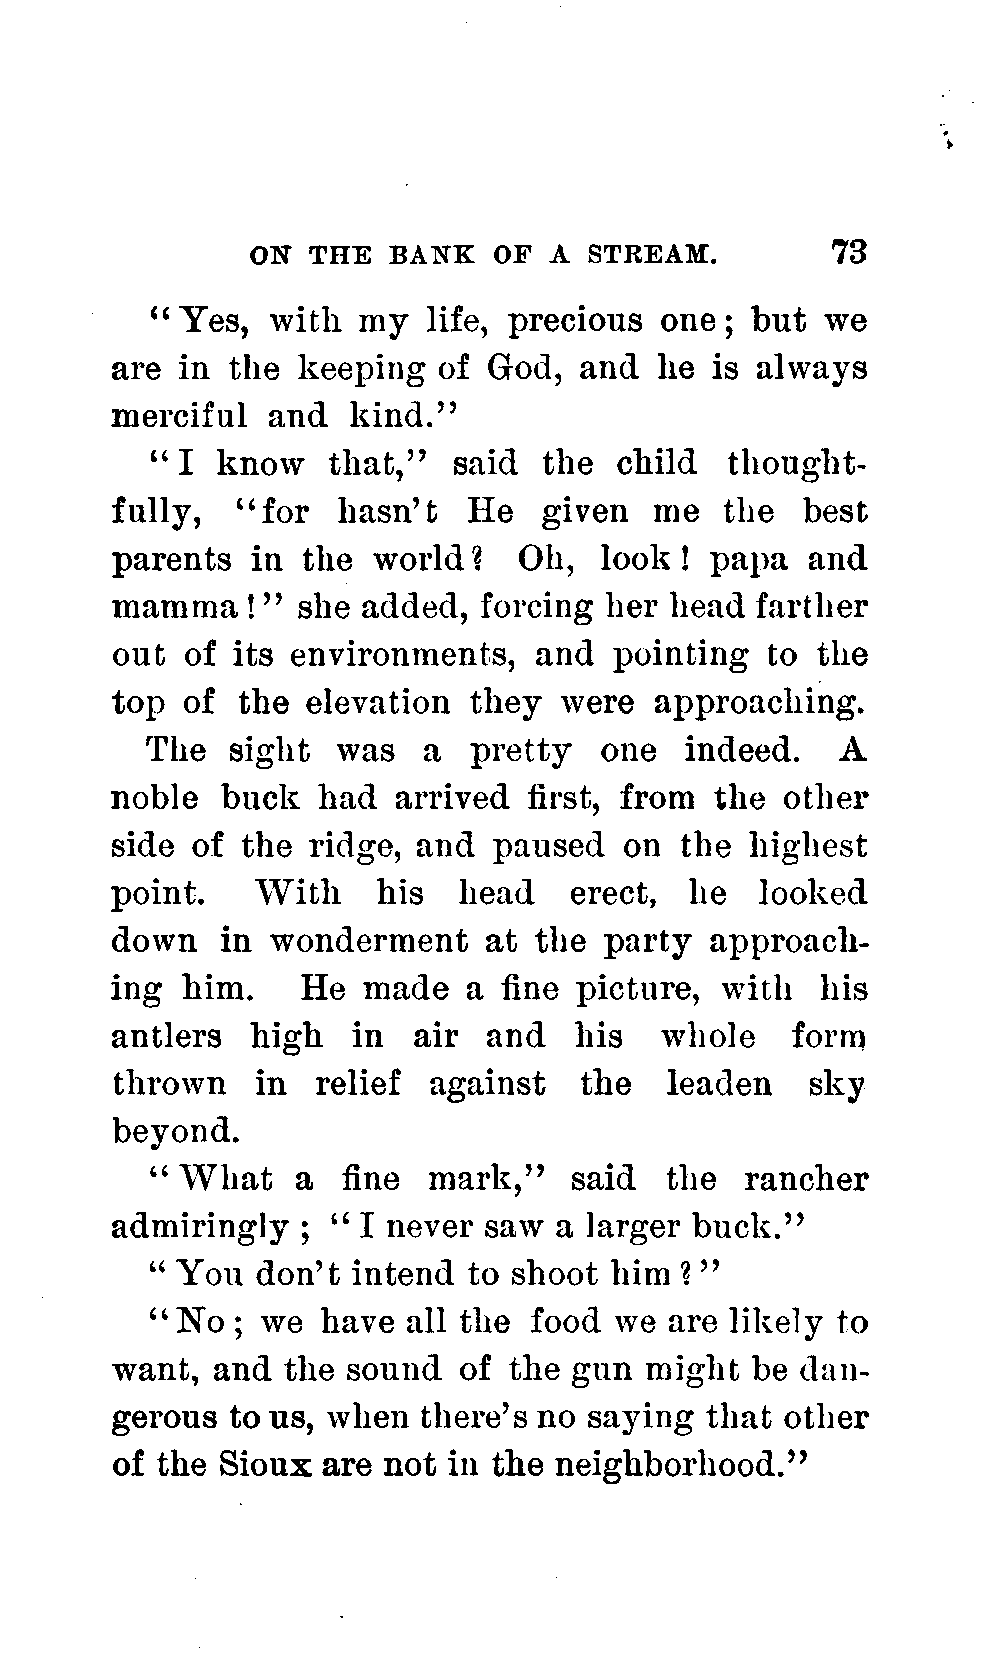 ON THE BANK OF A STREAM. 73
"Yes, with my life, precious one; but we
are in the keeping of God, and he is always
merciful and kind."
"I know that," said the child thought-
fully, "for hasn't He given me the best
parents in the world? Oh, look! papa and
mamma!" she added, forcing her head farther
out of its environments, and pointing to the
top of the elevation they were approaching.
The sight was a pretty one indeed. A
noble buck had arrived first, from the other
side of the ridge, and paused on the highest
point. With his head erect, he looked
down in wonderment at the party approach-
ing him. He made a fine picture, with his
antlers high in air and his whole form
thrown in relief against the leaden sky
beyond.
"What a fine mark," said the rancher
admiringly; "I never saw a larger buck."
"You don't intend to shoot him?"
"No; we have all the food we are likely to
want, and the sound of the gun might be dan-
gerous to us, when there's no saying that other
of the Sioux are not in the neighborhood."